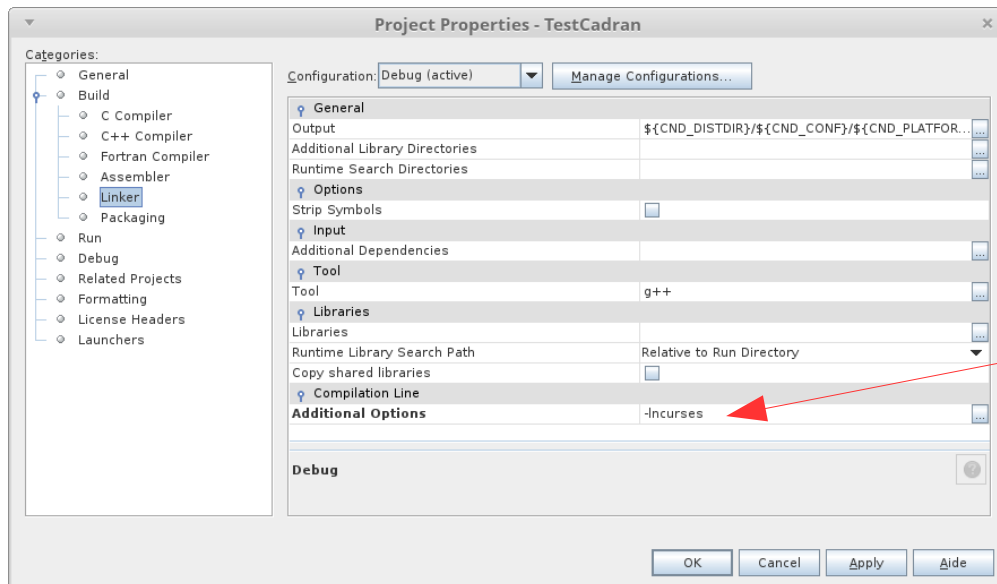 Project Properties - TestCadran
Categories:
General
Build
C Compiler
C++ Compiler
Fortran Compiler
Assembler
Linker
Packaging
Run
Debug
Related Projects
Formatting
License Headers
Launchers
Configuration: Debug (active) Manage Configurations...
General
Output ${CND_DISTDIR}/${CND_CONF}/${CND_PLATFOR... ...
Additional Library Directories ...
Runtime Search Directories ...
Options
Strip Symbols
Input
Additional Dependencies ...
Tool
Tool g++ ...
Libraries
Libraries ...
Runtime Library Search Path Relative to Run Directory
Copy shared libraries
Compilation Line
Additional Options -lncurses ...
Debug
?
OK Cancel Apply Aide